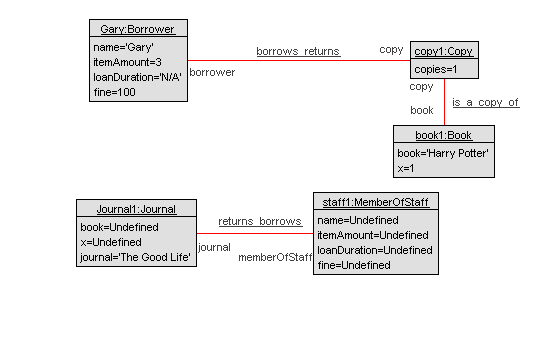 Gary:Borrower
name='Gary'
itemAmount=3
loanDuration='N/A'
fine=100
borrows_returns
borrower
copy
copy1:Copy
copies=1
copy
is_a_copy_of
book
book1:Book
book='Harry Potter'
x=1
Journal1:Journal
book=Undefined
x=Undefined
journal='The Good Life'
returns_borrows
journal
memberOfStaff
staff1:MemberOfStaff
name=Undefined
itemAmount=Undefined
loanDuration=Undefined
fine=Undefined